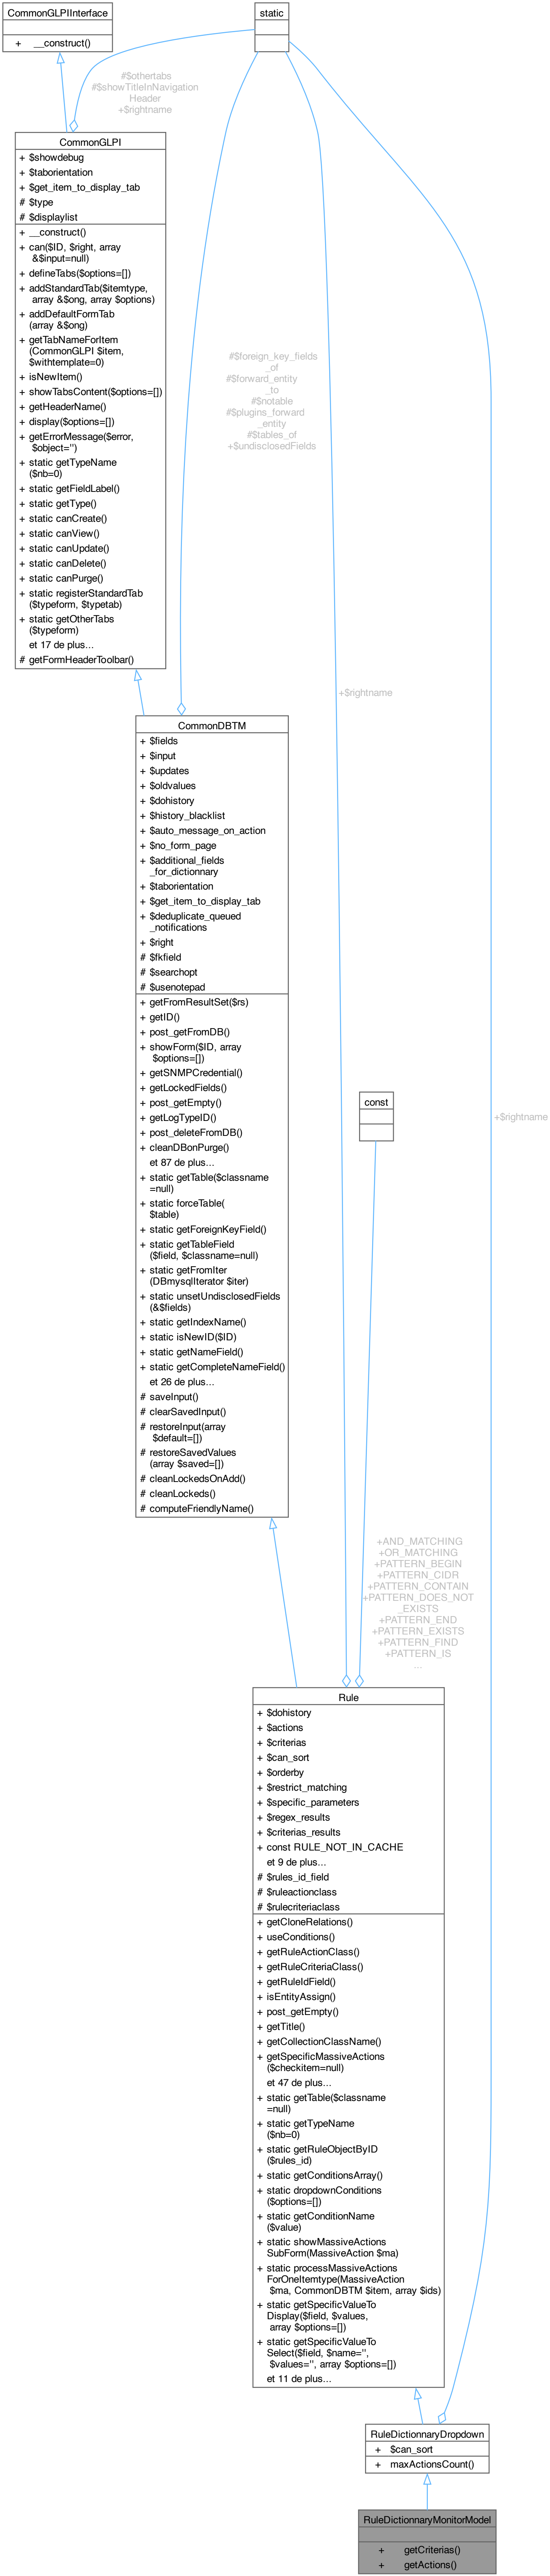 CommonGLPIInterface
+ __construct()
static
#$othertabs
#$showTitleInNavigation
Header
+$rightname
CommonGLPI
+ $showdebug
+ $taborientation
+ $get_item_to_display_tab
# $type
# $displaylist
+ __construct()
+ can($ID, $right, array
&$input=null)
+ defineTabs($options=[])
+ addStandardTab($itemtype,
array &$ong, array $options)
+ addDefaultFormTab
(array &$ong)
+ getTabNameForItem
(CommonGLPI $item,
$withtemplate=0)
+ isNewItem()
+ showTabsContent($options=[])
+ getHeaderName()
+ display($options=[])
+ getErrorMessage($error,
$object='')
+ static getTypeName
($nb=0)
+ static getFieldLabel()
+ static getType()
+ static canCreate()
+ static canView()
+ static canUpdate()
+ static canDelete()
+ static canPurge()
+ static registerStandardTab
($typeform, $typetab)
+ static getOtherTabs
($typeform)
et 17 de plus...
# getFormHeaderToolbar()
#$foreign_key_fields
_of
#$forward_entity
_to
#$notable
#$plugins_forward
_entity
#$tables_of
+$undisclosedFields
+$rightname
CommonDBTM
+ $fields
+ $input
+ $updates
+ $oldvalues
+ $dohistory
+ $history_blacklist
+ $auto_message_on_action
+ $no_form_page
+ $additional_fields
_for_dictionnary
+ $taborientation
+ $get_item_to_display_tab
+ $deduplicate_queued
_notifications
+ $right
# $fkfield
# $searchopt
# $usenotepad
+ getFromResultSet($rs)
+ getID()
+ post_getFromDB()
+ showForm($ID, array
$options=[])
+ getSNMPCredential()
+ getLockedFields()
+ post_getEmpty()
+ getLogTypeID()
+ post_deleteFromDB()
+ cleanDBonPurge()
et 87 de plus...
+ static getTable($classname
=null)
+ static forceTable(
$table)
+ static getForeignKeyField()
+ static getTableField
($field, $classname=null)
+ static getFromIter
(DBmysqlIterator $iter)
+ static unsetUndisclosedFields
(&$fields)
+ static getIndexName()
+ static isNewID($ID)
+ static getNameField()
+ static getCompleteNameField()
et 26 de plus...
# saveInput()
# clearSavedInput()
# restoreInput(array
$default=[])
# restoreSavedValues
(array $saved=[])
# cleanLockedsOnAdd()
# cleanLockeds()
# computeFriendlyName()
const
+$rightname
+AND_MATCHING
+OR_MATCHING
+PATTERN_BEGIN
+PATTERN_CIDR
+PATTERN_CONTAIN
+PATTERN_DOES_NOT
_EXISTS
+PATTERN_END
+PATTERN_EXISTS
+PATTERN_FIND
+PATTERN_IS
...
Rule
+ $dohistory
+ $actions
+ $criterias
+ $can_sort
+ $orderby
+ $restrict_matching
+ $specific_parameters
+ $regex_results
+ $criterias_results
+ const RULE_NOT_IN_CACHE
et 9 de plus...
# $rules_id_field
# $ruleactionclass
# $rulecriteriaclass
+ getCloneRelations()
+ useConditions()
+ getRuleActionClass()
+ getRuleCriteriaClass()
+ getRuleIdField()
+ isEntityAssign()
+ post_getEmpty()
+ getTitle()
+ getCollectionClassName()
+ getSpecificMassiveActions
($checkitem=null)
et 47 de plus...
+ static getTable($classname
=null)
+ static getTypeName
($nb=0)
+ static getRuleObjectByID
($rules_id)
+ static getConditionsArray()
+ static dropdownConditions
($options=[])
+ static getConditionName
($value)
+ static showMassiveActions
SubForm(MassiveAction $ma)
+ static processMassiveActions
ForOneItemtype(MassiveAction
$ma, CommonDBTM $item, array $ids)
+ static getSpecificValueTo
Display($field, $values,
array $options=[])
+ static getSpecificValueTo
Select($field, $name='',
$values='', array $options=[])
et 11 de plus...
RuleDictionnaryDropdown
+ $can_sort
+ maxActionsCount()
RuleDictionnaryMonitorModel
+ getCriterias()
+ getActions()